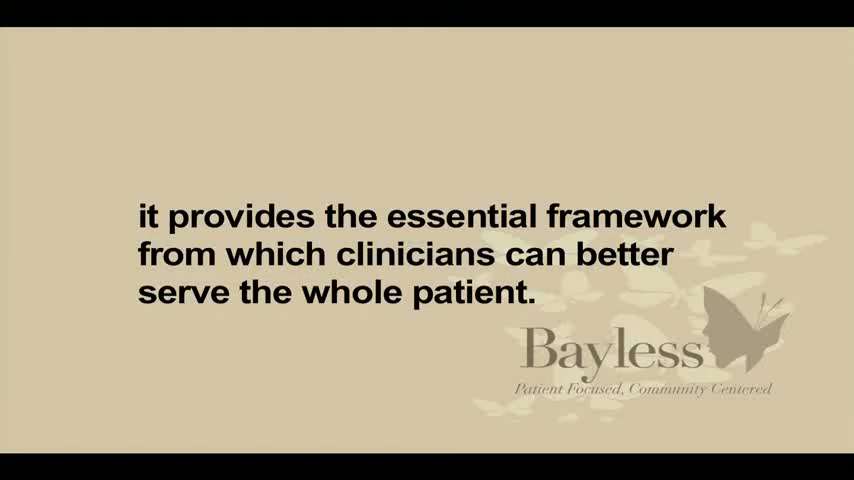 it provides the essential framework
from which clinicians can better
serve the whole patient.
Bayless
Patient Focused, Community Centered